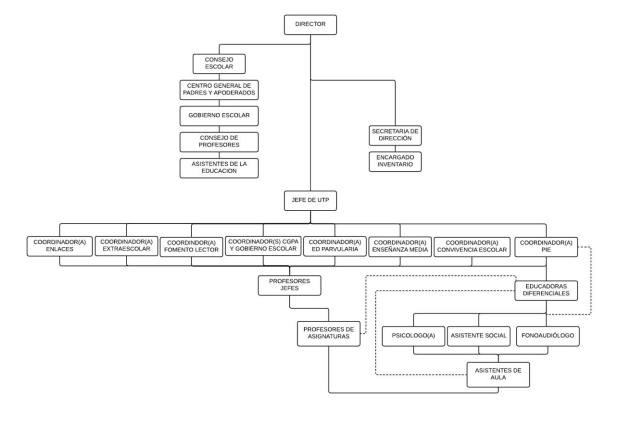 DIRECTOR
CONSEJO
ESCOLAR
CENTRO GENERAL DE
PADRES Y APODERADOS
GOBIERNO ESCOLAR
CONSEJO DE
PROFESORES
ASISTENTES DE LA
EDUCACION
SECRETARIA DE
DIRECCIÓN
ENCARGADO
INVENTARIO
JEFE DE UTP
COORDINADOR(A)
ENLACES
COORDINADOR(A)
EXTRAESCOLAR
COORDINDOR(A)
FOMENTO LECTOR
COORDINADOR(S) CGPA
Y GOBIERNO ESCOLAR
COORDINADOR(A)
ED PARVULARIA
COORDINADOR(A)
ENSEÑANZA MEDIA
COORDINADOR(A)
CONVIVENCIA ESCOLAR
COORDINADOR(A)
PIE
PROFESORES
JEFES
EDUCADORAS
DIFERENCIALES
PROFESORES DE
ASIGNATURAS
PSICOLOGO(A)
ASISTENTE SOCIAL
FONOAUDIÓLOGO
ASISTENTES DE
AULA